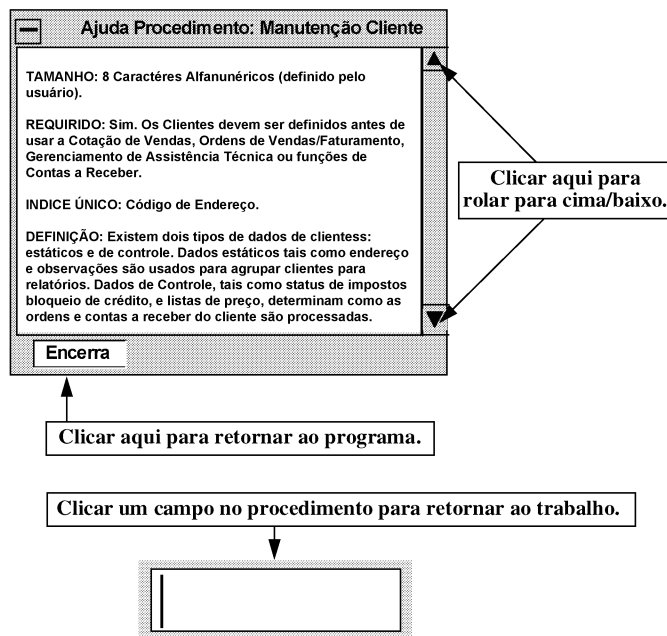 Ajuda Procedimento: Manutenção Cliente
TAMANHO: 8 Caractéres Alfanunéricos (definido pelo
usuário).
REQUIRIDO: Sim. Os Clientes devem ser definidos antes de
usar a Cotação de Vendas, Ordens de Vendas/Faturamento,
Gerenciamento de Assistência Técnica ou funções de
Contas a Receber.
INDICE ÚNICO: Código de Endereço.
DEFINIÇÃO: Existem dois tipos de dados de clientess:
estáticos e de controle. Dados estáticos tais como endereço
e observações são usados para agrupar clientes para
relatórios. Dados de Controle, tais como status de impostos
bloqueio de crédito, e listas de preço, determinam como as
ordens e contas a receber do cliente são processadas.
Clicar aqui para
rolar para cima/baixo.
Encerra
Clicar aqui para retornar ao programa.
Clicar um campo no procedimento para retornar ao trabalho.